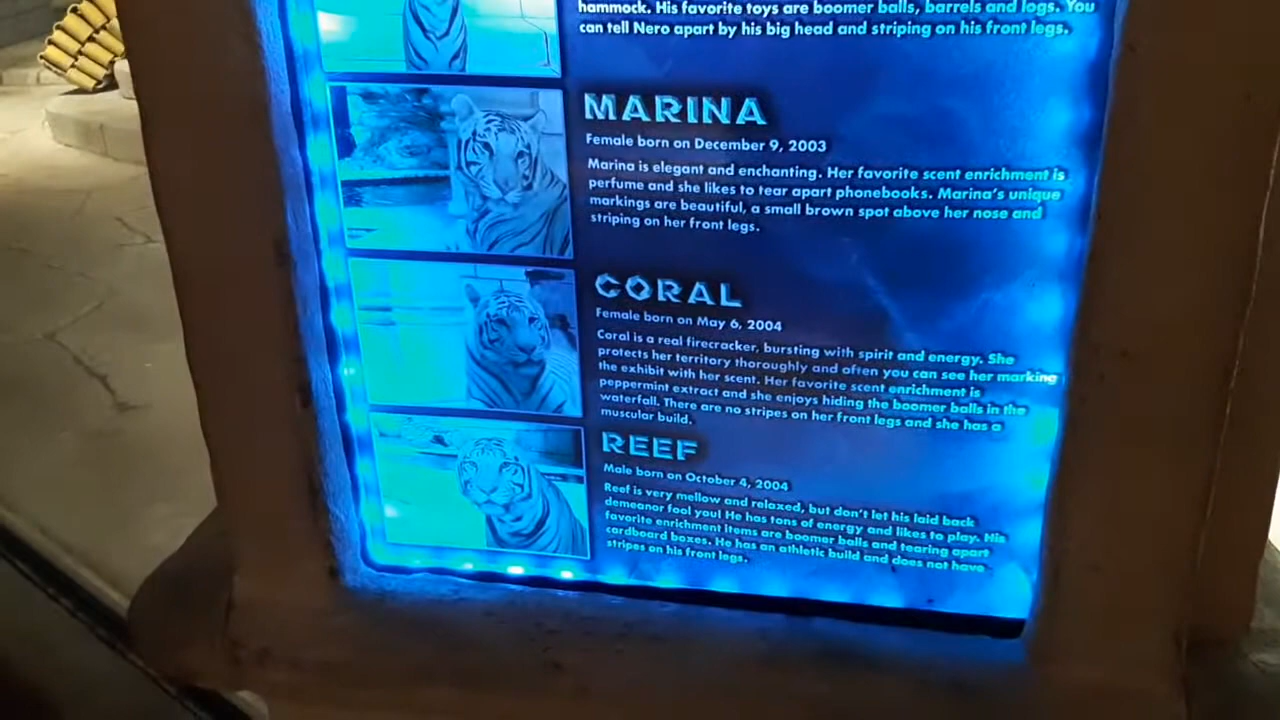 hammock. His favorite toys are boomer balls, barrels and logs. You
can tell Nero apart by his big head and striping on his front legs.
MARINA
Female born on December 9, 2003
Marina is elegant and enchanting. Her favorite scent enrichment is
perfume and she likes to tear apart phonebooks. Marina's unique
markings are beautiful, a small brown spot above her nose and
striping on her front legs.
CORAL
Female born on May 6, 2004
Coral is a real firecracker, bursting with spirit and energy. She
protects her territory thoroughly and often you can see her marking
the exhibit with her scent. Her favorite scent enrichment is
peppermint extract and she enjoys hiding the boomer balls in the
waterfall. There are no stripes on her front legs and she has a
muscular build.
REEF
Male born on October 4, 2004
Reef is very mellow and relaxed, but don't let his laid back
demeanor fool you! He has tons of energy and likes to play. His
favorite enrichment items are boomer balls and tearing apart
cardboard boxes. He has an athletic build and does not have
stripes on his front legs.